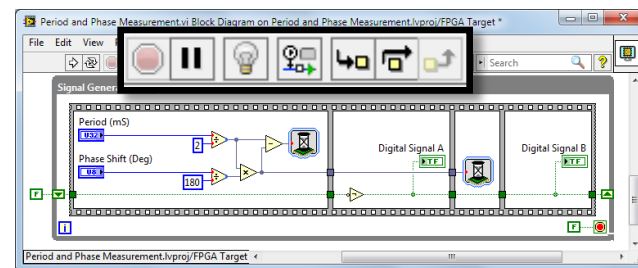 Period and Phase Measurement.vi Block Diagram on Period and Phase Measurement.lvproj/FPGA Target *
File Edit View
Search
Signal Gener
Period (mS)
U32
2
Phase Shift (Deg)
U8
180
Digital Signal A
TF
Digital Signal B
TF
F
i
F
Period and Phase Measurement.lvproj/FPGA Target